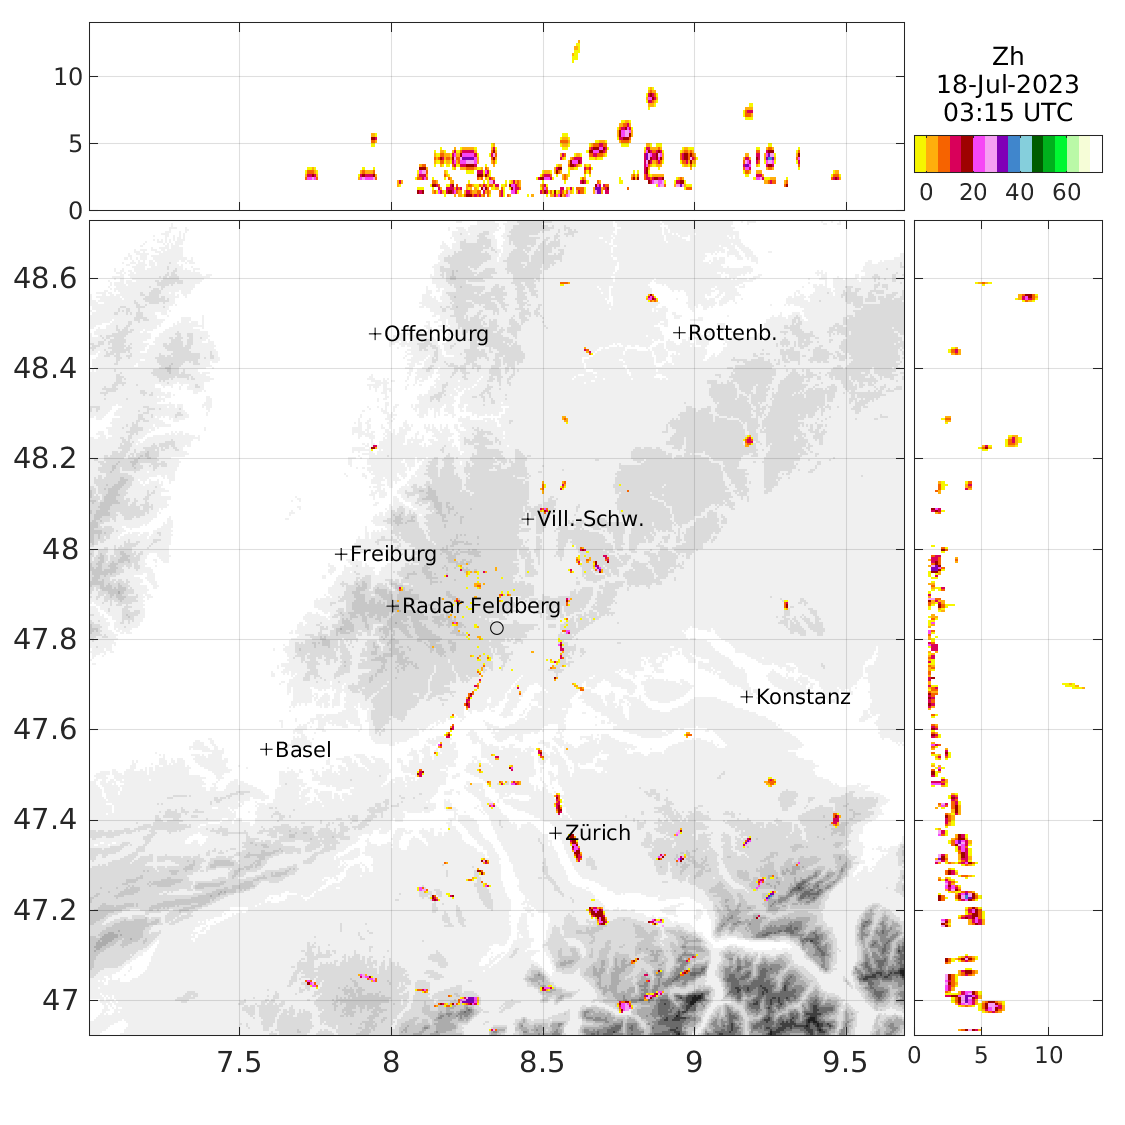 10
5
0
Zh
18-Jul-2023
03:15 UTC
0 20 40 60
48.6
48.4
48.2
48
47.8
47.6
47.4
47.2
47
+Offenburg
+Rottenb.
+Vill.-Schw.
+Freiburg
+Radar Feldberg
+Konstanz
+Basel
+Zürich
7.5 8 8.5 9 9.5
0 5 10